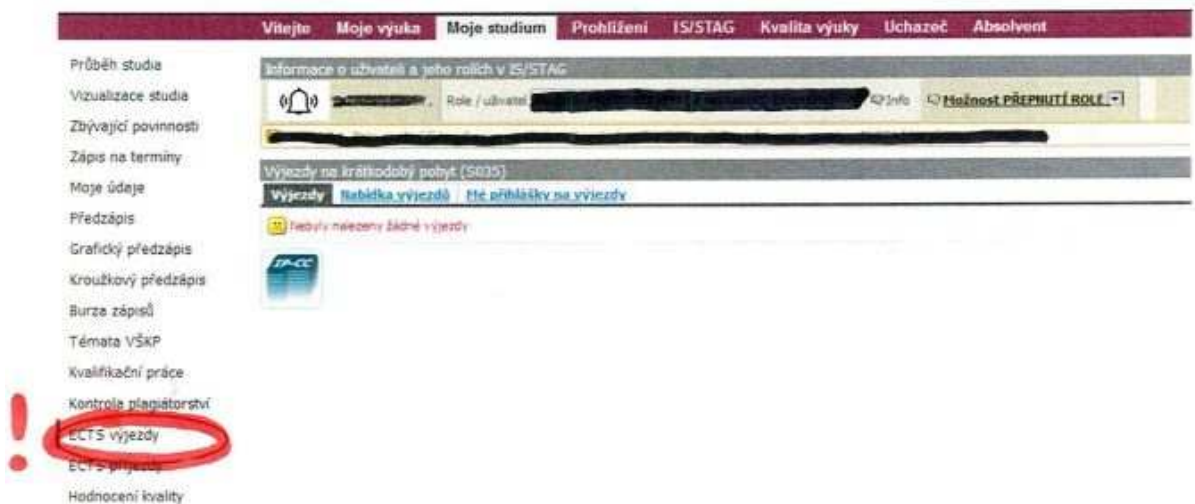 Vítejte Moje výuka Moje studium Prohlížení IS/STAG Kvalita výuky Uchazeč Absolvent
Průběh studia
Vizualizace studia
Zbývající povinnosti
Zápis na termíny
Moje údaje
Předzápis
Grafický předzápis
Kroužkový předzápis
Burza zápisů
Témata VŠKP
Kvalifikační práce
Kontrola plagiátorství
!
ECTS výjezdy
ECTS příjezdy
Hodnocení kvality
Informace o uživateli a jeho rolích v IS/STAG
Role / uživatel Info Možnost PŘEPNUTÍ ROLE
Výjezdy na krátkodobý pobyt (S035)
Výjezdy Nabídka výjezdů Mé přihlášky na výjezdy
Nebyly nalezeny žádné výjezdy
IP-CC